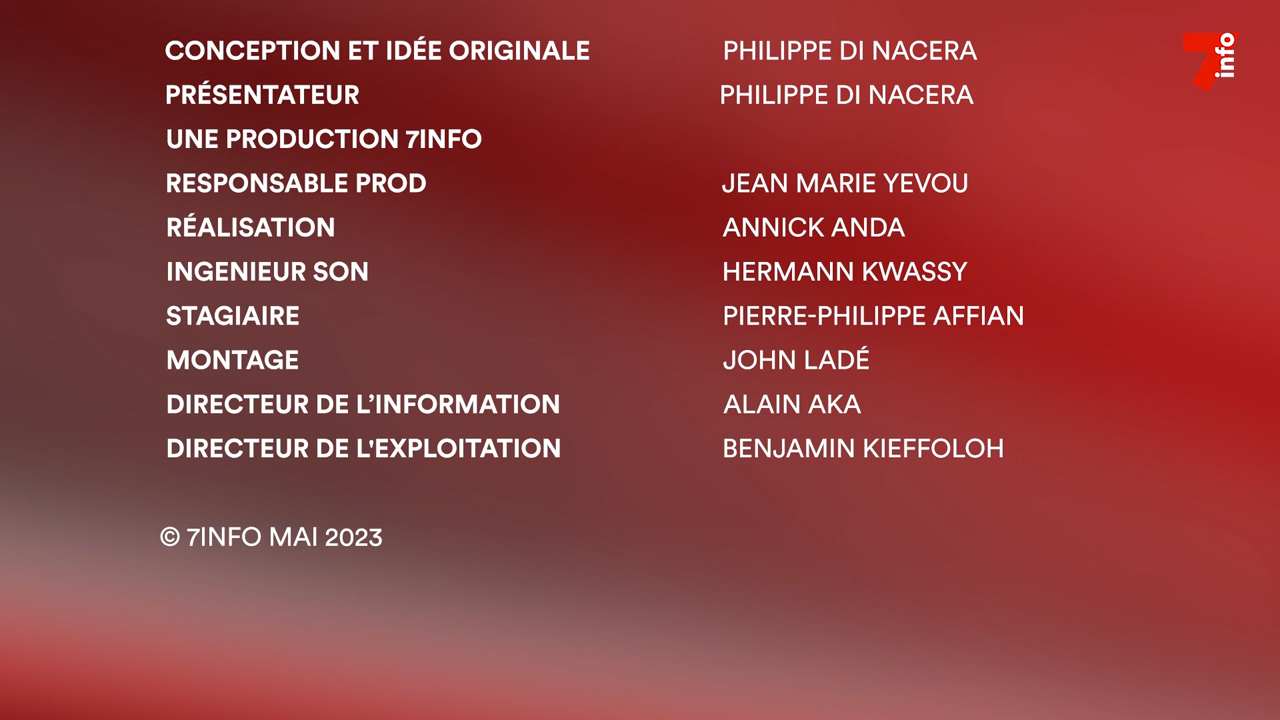 CONCEPTION ET IDÉE ORIGINALE PHILIPPE DI NACERA
PRÉSENTATEUR PHILIPPE DI NACERA
UNE PRODUCTION 7INFO
RESPONSABLE PROD JEAN MARIE YEVOU
RÉALISATION ANNICK ANDA
INGENIEUR SON HERMANN KWASSY
STAGIAIRE PIERRE-PHILIPPE AFFIAN
MONTAGE JOHN LADÉ
DIRECTEUR DE L’INFORMATION ALAIN AKA
DIRECTEUR DE L'EXPLOITATION BENJAMIN KIEFFOLOH
© 7INFO MAI 2023
7info